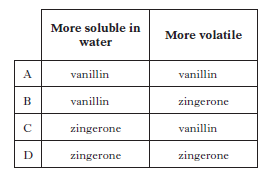 More soluble in
water
More volatile
A vanillin vanillin
B vanillin zingerone
C zingerone vanillin
D zingerone zingerone